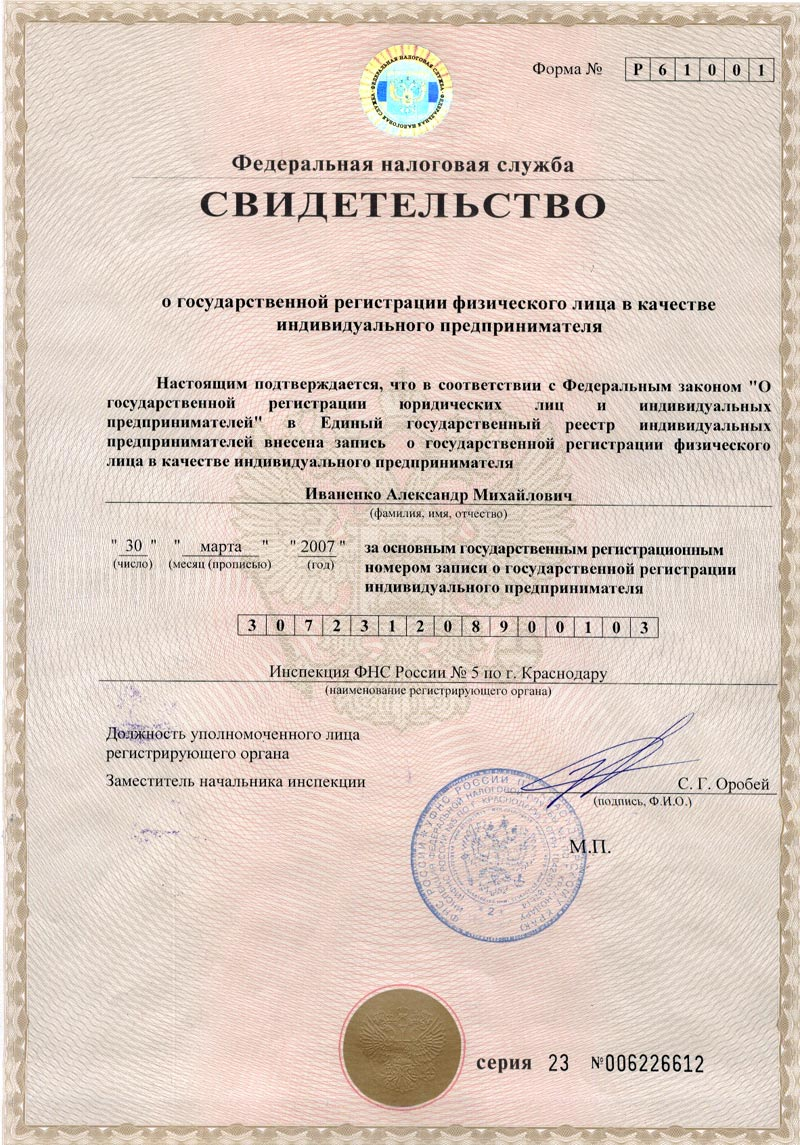 ФЕДЕРАЛЬНАЯ НАЛОГОВАЯ СЛУЖБА
Форма № Р61001
Федеральная налоговая служба
СВИДЕТЕЛЬСТВО
о государственной регистрации физического лица в качестве
индивидуального предпринимателя
Настоящим подтверждается, что в соответствии с Федеральным законом "О
государственной регистрации юридических лиц и индивидуальных
предпринимателей" в Единый государственный реестр индивидуальных
предпринимателей внесена запись о государственной регистрации физического
лица в качестве индивидуального предпринимателя
Иваненко Александр Михайлович
(фамилия, имя, отчество)
" 30 " " марта " " 2007 " за основным государственным регистрационным
(число) (месяц (прописью) (год) номером записи о государственной регистрации
индивидуального предпринимателя
307231208900103
Инспекция ФНС России № 5 по г. Краснодару
(наименование регистрирующего органа)
Должность уполномоченного лица
регистрирующего органа
Заместитель начальника инспекции
С. Г. Оробей
(подпись, Ф.И.О.)
М.П.
серия 23 №006226612